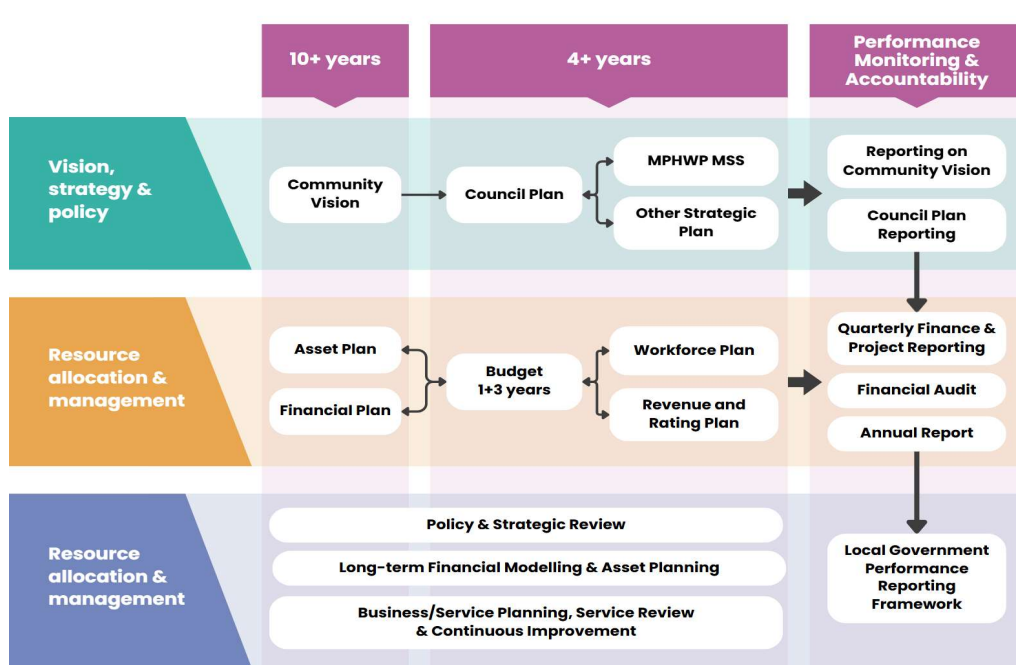 10+ years
4+ years
Performance
Monitoring &
Accountability
Vision,
strategy &
policy
Community
Vision
Council Plan
MPHWP MSS
Other Strategic
Plan
Reporting on
Community Vision
Council Plan
Reporting
Resource
allocation &
management
Asset Plan
Financial Plan
Budget
1+3 years
Workforce Plan
Revenue and
Rating Plan
Quarterly Finance &
Project Reporting
Financial Audit
Annual Report
Resource
allocation &
management
Policy & Strategic Review
Long-term Financial Modelling & Asset Planning
Business/Service Planning, Service Review
& Continuous Improvement
Local Government
Performance
Reporting
Framework